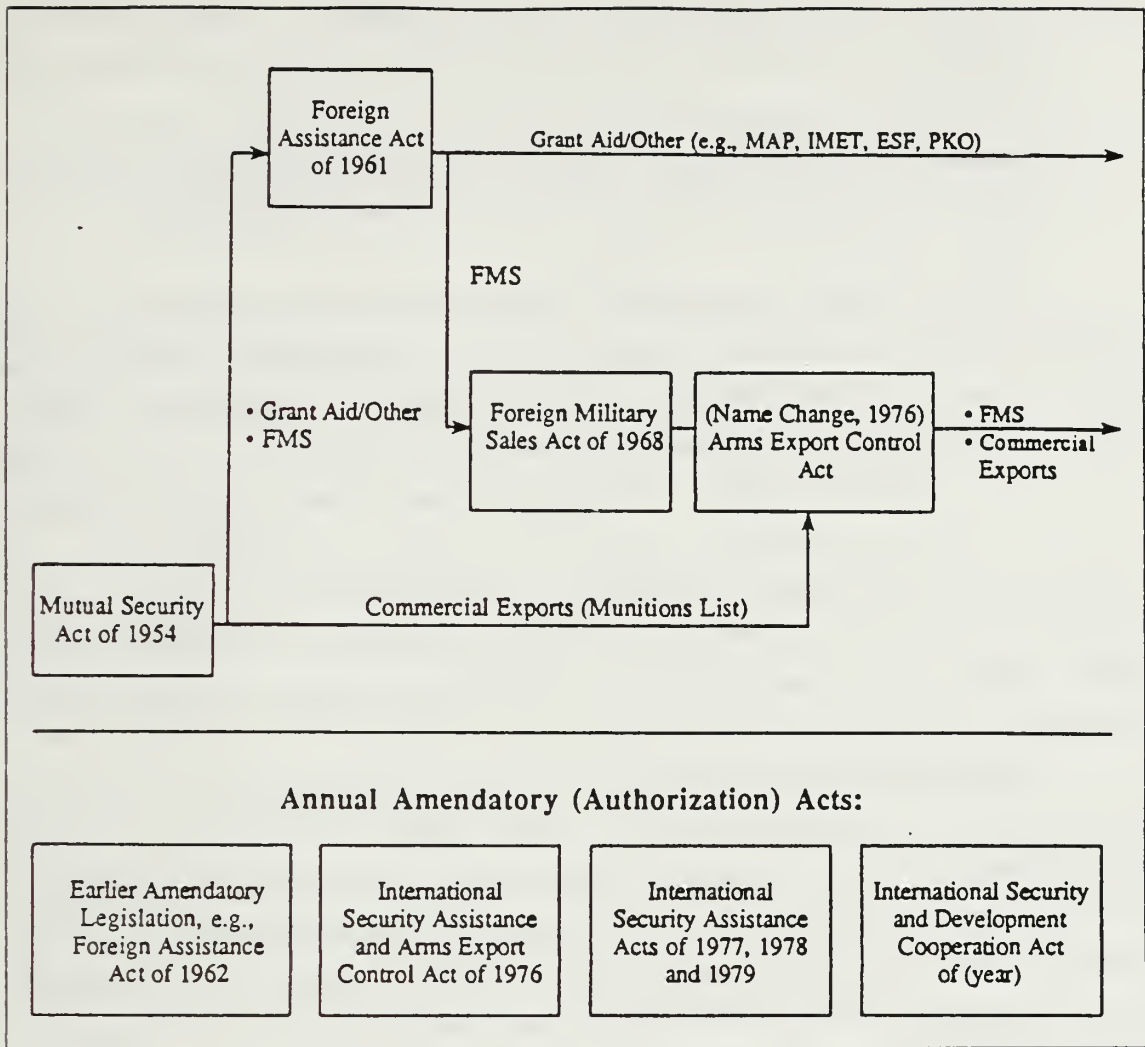 Foreign
Assistance Act
of 1961
Grant Aid/Other (e.g., MAP, IMET, ESF, PKO)
FMS
• Grant Aid/Other
• FMS
Foreign Military
Sales Act of 1968
(Name Change, 1976)
Arms Export Control
Act
• FMS
• Commercial
Exports
Mutual Security
Act of 1954
Commercial Exports (Munitions List)
Annual Amendatory (Authorization) Acts:
Earlier Amendatory
Legislation, e.g.,
Foreign Assistance
Act of 1962
International
Security Assistance
and Arms Export
Control Act of 1976
International
Security Assistance
Acts of 1977, 1978
and 1979
International Security
and Development
Cooperation Act
of (year)